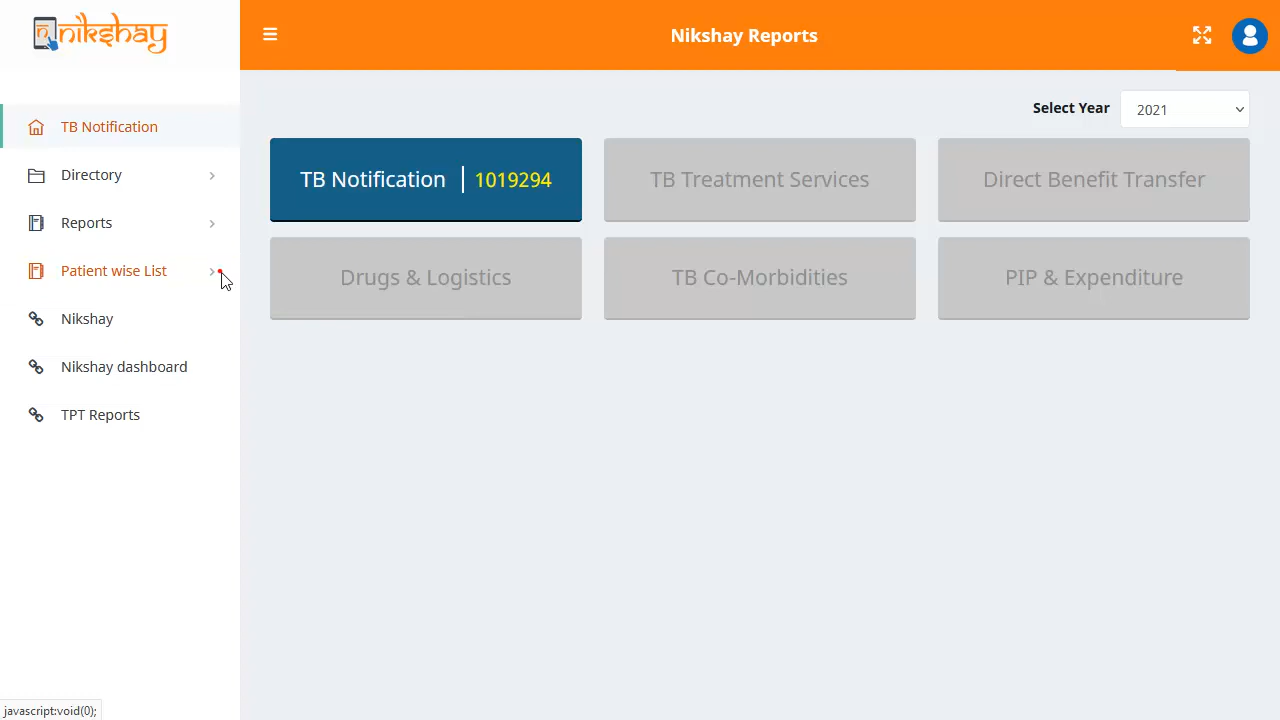 nikshay
Nikshay Reports
TB Notification
Directory
Reports
Patient wise List
Nikshay
Nikshay dashboard
TPT Reports
Select Year 2021
TB Notification 1019294
TB Treatment Services
Direct Benefit Transfer
Drugs & Logistics
TB Co-Morbidities
PIP & Expenditure
javascript:void(0);